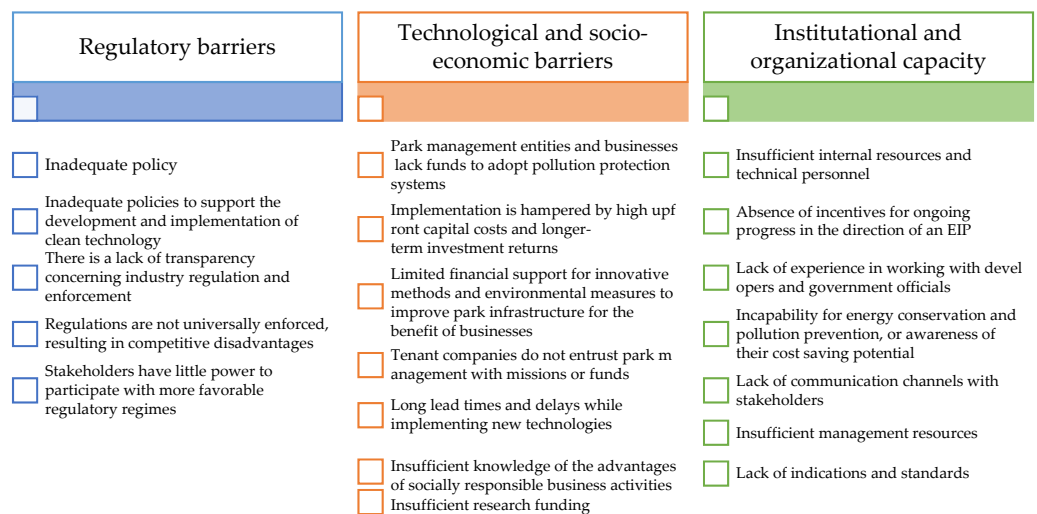 Regulatory barriers
Inadequate policy
Inadequate policies to support the
development and implementation of
clean technology
There is a lack of transparency
concerning industry regulation and
enforcement
Regulations are not universally enforced,
resulting in competitive disadvantages
Stakeholders have little power to
participate with more favorable
regulatory regimes
Technological and socio-
economic barriers
Park management entities and businesses
lack funds to adopt pollution protection
systems
Implementation is hampered by high upf
ront capital costs and longer-
term investment returns
Limited financial support for innovative
methods and environmental measures to
improve park infrastructure for the
benefit of businesses
Tenant companies do not entrust park m
anagement with missions or funds
Long lead times and delays while
implementing new technologies
Insufficient knowledge of the advantages
of socially responsible business activities
Insufficient research funding
Institutional and
organizational capacity
Insufficient internal resources and
technical personnel
Absence of incentives for ongoing
progress in the direction of an EIP
Lack of experience in working with devel
opers and government officials
Incapability for energy conservation and
pollution prevention, or awareness of
their cost saving potential
Lack of communication channels with
stakeholders
Insufficient management resources
Lack of indications and standards